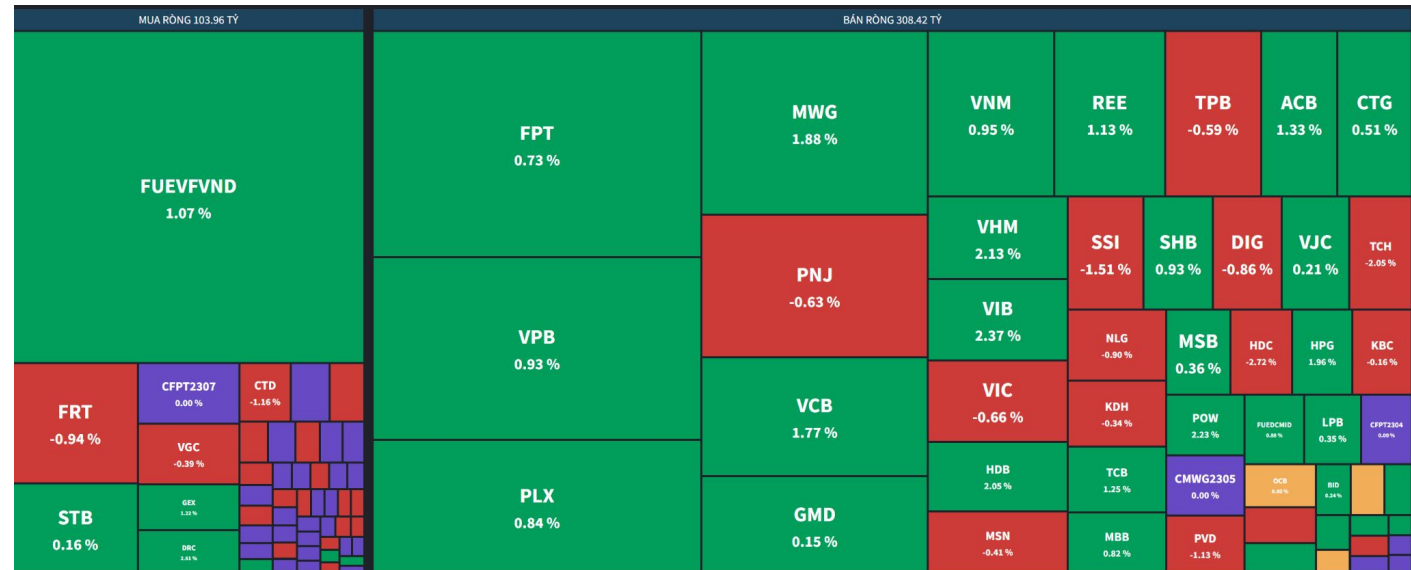 MUA RÒNG 103.96 TỶ
BÁN RÒNG 308.42 TỶ
FUEVFVND
1.07 %
FRT
-0.94 %
STB
0.16 %
CFPT2307
0.00 %
VGC
-0.39 %
GEX
1.22 %
DRC
CTD
-1.16 %
FPT
0.73 %
VPB
0.93 %
PLX
0.84 %
MWG
1.88 %
PNJ
-0.63 %
VCB
1.77 %
GMD
0.15 %
VNM
0.95 %
REE
1.13 %
TPB
-0.59 %
ACB
1.33 %
CTG
0.51 %
VHM
2.13 %
VIB
2.37 %
VIC
-0.66 %
HDB
2.05 %
MSN
-0.41 %
SSI
-1.51 %
SHB
0.93 %
DIG
-0.86 %
VJC
0.21 %
TCH
-2.05 %
NLG
-0.90 %
KDH
-0.34 %
TCB
1.25 %
MBB
0.82 %
MSB
0.36 %
HDC
-2.72 %
HPG
1.96 %
KBC
-0.16 %
POW
2.23 %
FUEDCMID
LPB
0.35 %
CFPT2304
0.00 %
CMWG2305
0.00 %
OCB
0.00 %
BID
0.24 %
PVD
-1.13 %